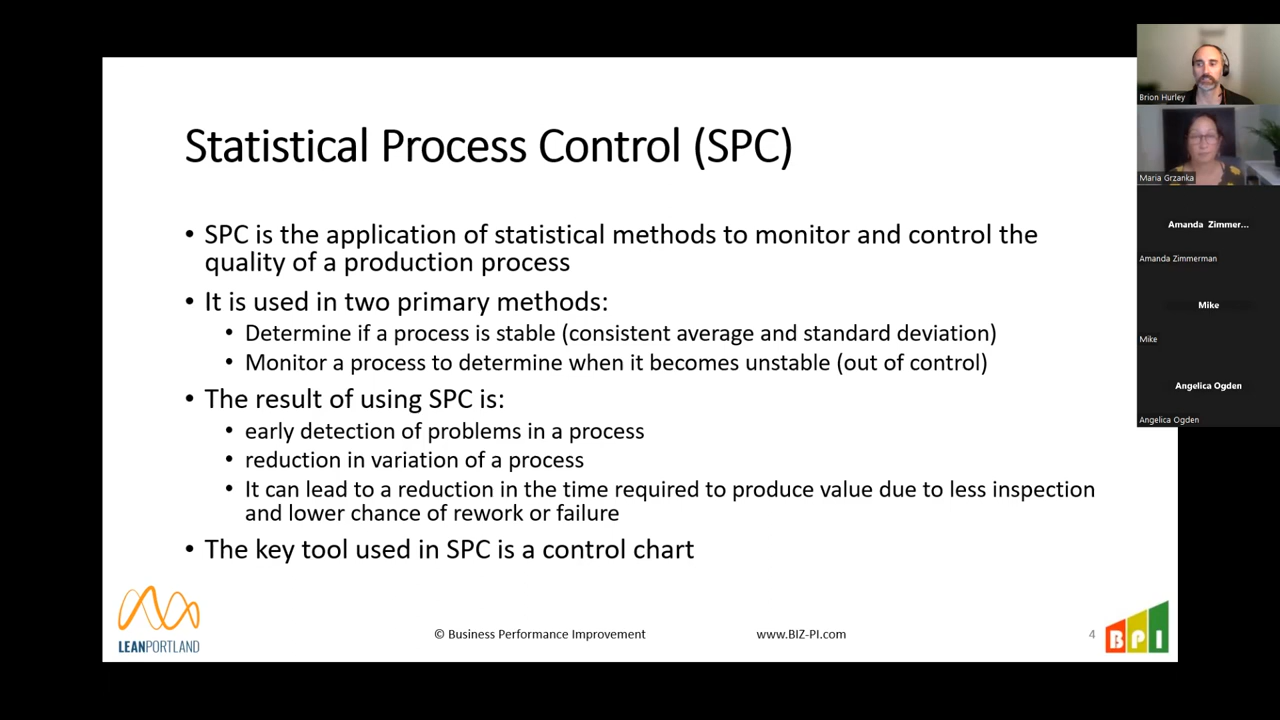 Statistical Process Control (SPC)
• SPC is the application of statistical methods to monitor and control the
quality of a production process
• It is used in two primary methods:
• Determine if a process is stable (consistent average and standard deviation)
• Monitor a process to determine when it becomes unstable (out of control)
• The result of using SPC is:
• early detection of problems in a process
• reduction in variation of a process
• It can lead to a reduction in the time required to produce value due to less inspection
and lower chance of rework or failure
• The key tool used in SPC is a control chart
LEANPORTLAND
© Business Performance Improvement
www.BIZ-PI.com
4
BPI
Brion Hurley
Maria Grzanka
Amanda Zimmer...
Amanda Zimmerman
Mike
Mike
Angelica Ogden
Angelica Ogden